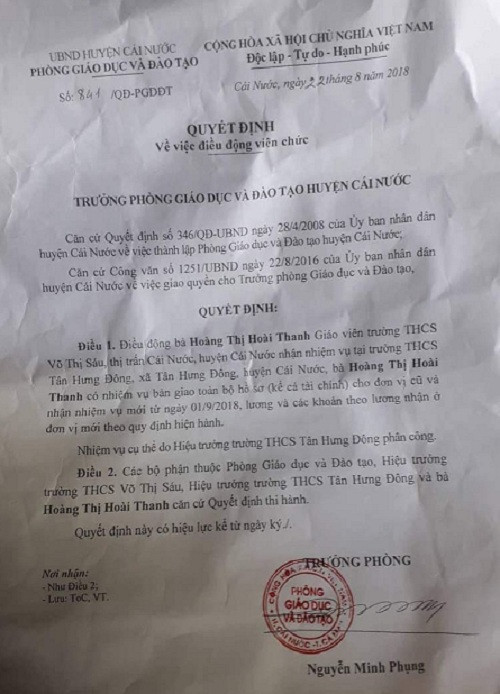 UBND HUYỆN CÁI NƯỚC
PHÒNG GIÁO DỤC VÀ ĐÀO TẠO
CỘNG HÒA XÃ HỘI CHỦ NGHĨA VIỆT NAM
Độc lập - Tự do - Hạnh phúc
Số: 841 /QĐ-PGDĐT
Cái Nước, ngày 22 tháng 8 năm 2018
QUYẾT ĐỊNH
Về việc điều động viên chức
TRƯỞNG PHÒNG GIÁO DỤC VÀ ĐÀO TẠO HUYỆN CÁI NƯỚC
Căn cứ Quyết định số 346/QĐ-UBND ngày 28/4/2008 của Ủy ban nhân dân
huyện Cái Nước về việc thành lập Phòng Giáo dục và Đào tạo huyện Cái Nước;
Căn cứ Công văn số 1251/UBND ngày 22/8/2016 của Ủy ban nhân dân
huyện Cái Nước về việc giao quyền cho Trưởng phòng Giáo dục và Đào tạo,
QUYẾT ĐỊNH:
Điều 1. Điều động bà Hoàng Thị Hoài Thanh Giáo viên trường THCS
Võ Thị Sáu, thị trấn Cái Nước, huyện Cái Nước nhận nhiệm vụ tại trường THCS
Tân Hưng Đông, xã Tân Hưng Đông, huyện Cái Nước, bà Hoàng Thị Hoài
Thanh có nhiệm vụ bàn giao toàn bộ hồ sơ (kể cả tài chính) cho đơn vị cũ và
nhận nhiệm vụ mới từ ngày 01/9/2018, lương và các khoản theo lương nhận ở
đơn vị mới theo quy định hiện hành.
Nhiệm vụ cụ thể do Hiệu trưởng trường THCS Tân Hưng Đông phân công.
Điều 2. Các bộ phận thuộc Phòng Giáo dục và Đào tạo, Hiệu trưởng
trường THCS Võ Thị Sáu, Hiệu trưởng trường THCS Tân Hưng Đông và bà
Hoàng Thị Hoài Thanh căn cứ Quyết định thi hành.
Quyết định này có hiệu lực kể từ ngày ký./.
Nơi nhận:
- Như Điều 2;
- Lưu: TổC, VT.
TRƯỞNG PHÒNG
PHÒNG
GIÁO DỤC
VÀ ĐÀO TẠO
Nguyễn Minh Phụng